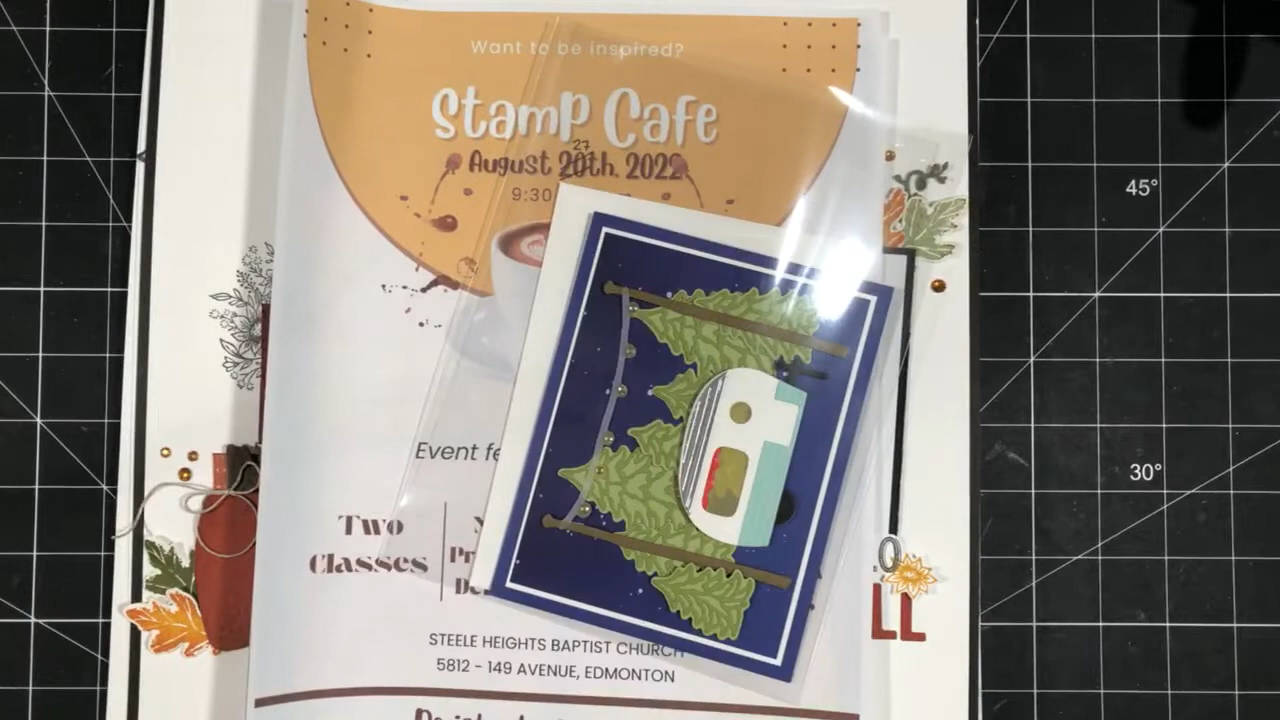 Want to be inspired?
Stamp Cafe
27
August 20th, 2022
9:30
45°
Event
30°
Two
Classes
STEELE HEIGHTS BAPTIST CHURCH
5812 - 149 AVENUE, EDMONTON
LL